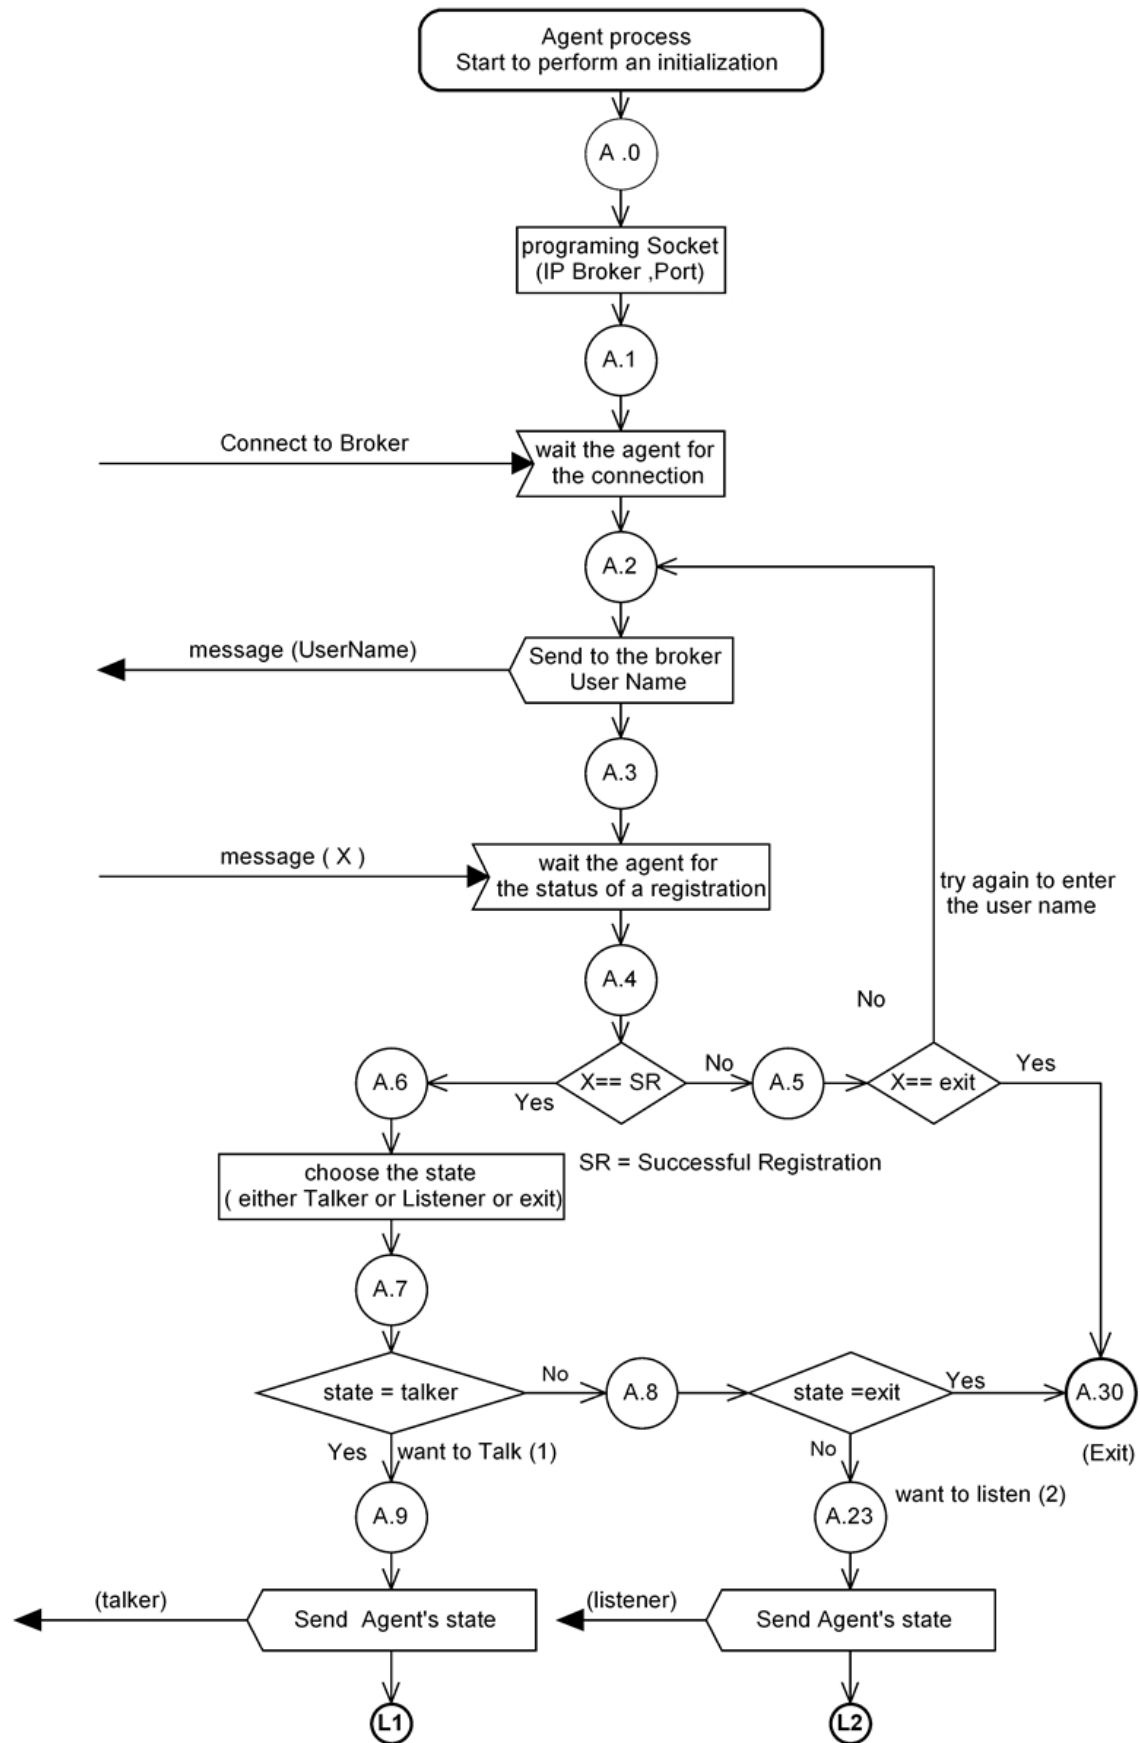 Agent process
Start to perform an initialization
A .0
programing Socket
(IP Broker ,Port)
A.1
Connect to Broker
wait the agent for
the connection
A.2
message (UserName)
Send to the broker
User Name
A.3
message ( X )
wait the agent for
the status of a registration
try again to enter
the user name
A.4
No
A.6
Yes
X== SR
No
A.5
X== exit
Yes
choose the state
( either Talker or Listener or exit)
SR = Successful Registration
A.7
state = talker
No
A.8
state =exit
Yes
A.30
(Exit)
Yes
want to Talk (1)
No
want to listen (2)
A.9
A.23
(talker)
Send Agent's state
(listener)
Send Agent's state
L1
L2